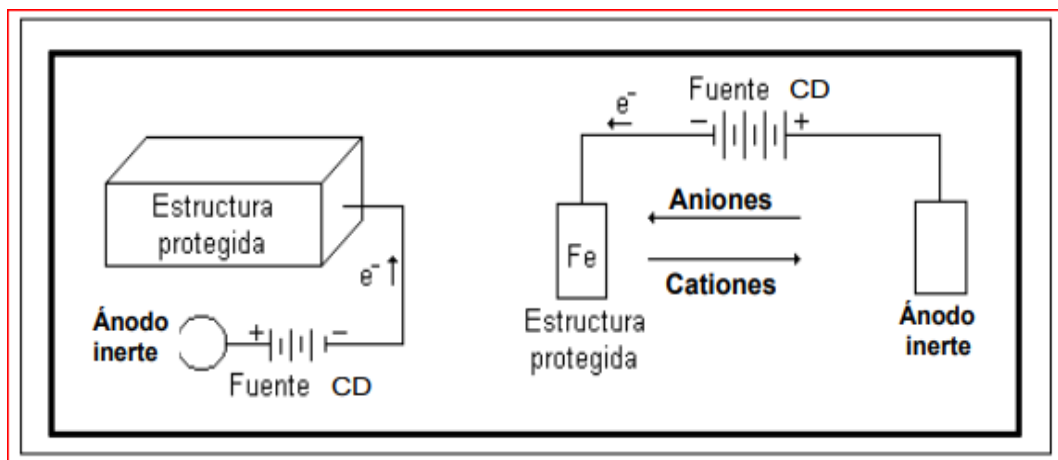 Estructura
protegida
e⁻
Ánodo
inerte
+
−
Fuente CD
Fuente CD
e⁻
−
+
Aniones
Fe
Cationes
Estructura
protegida
Ánodo
inerte